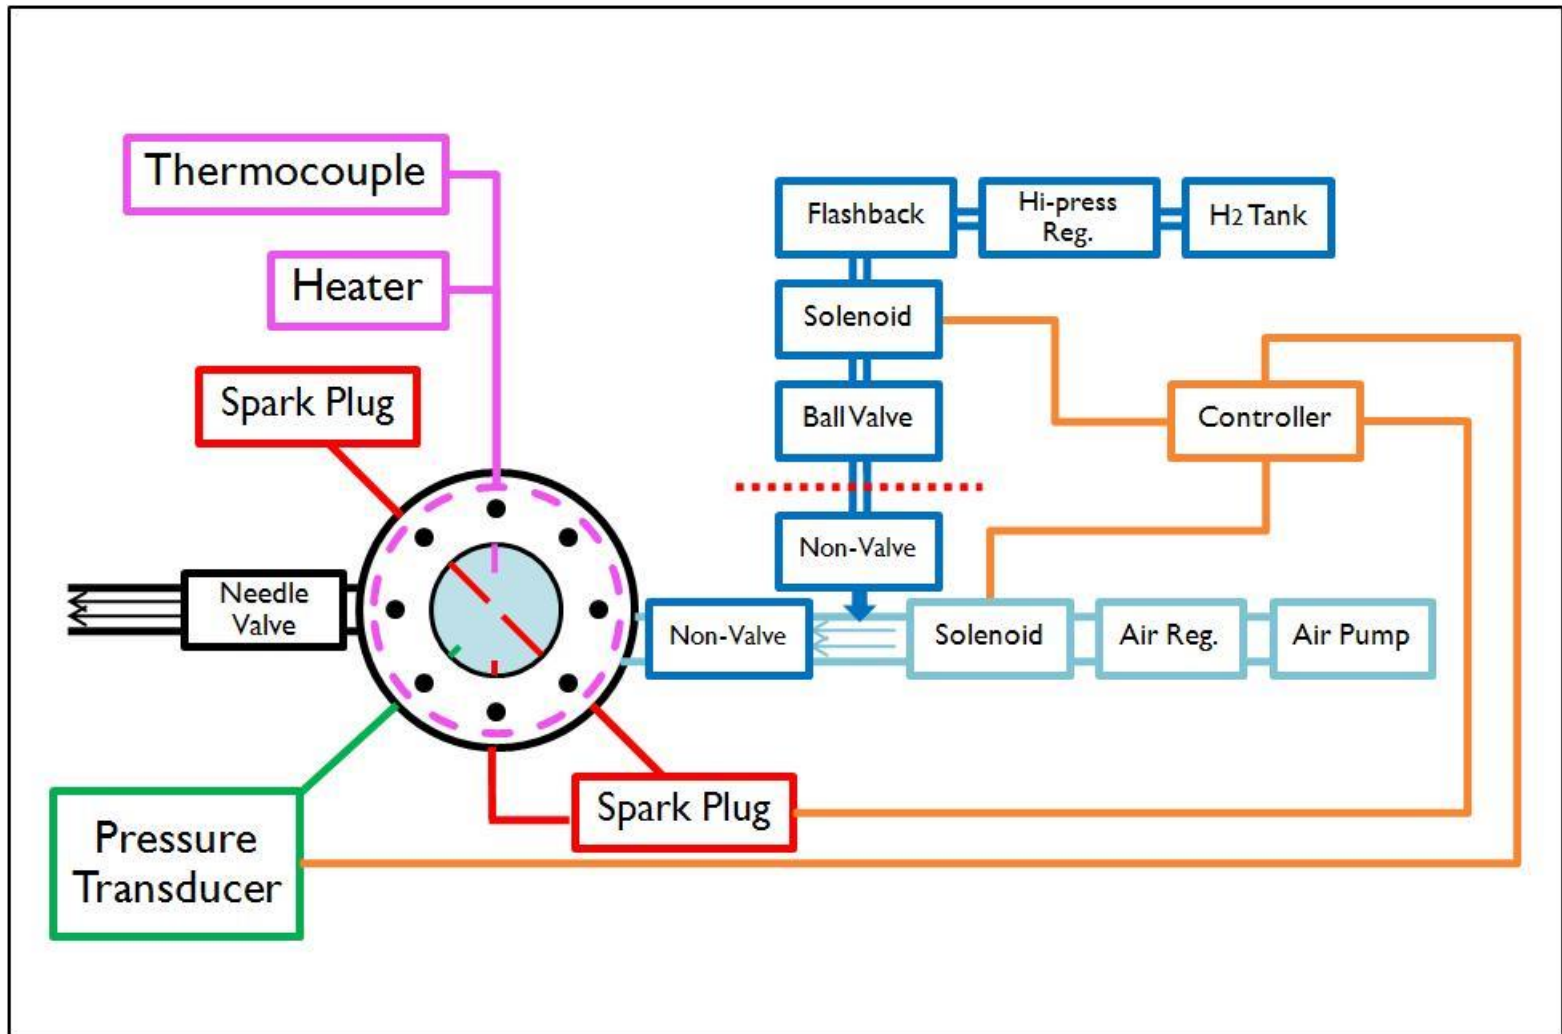 Thermocouple
Flashback
Hi-press
Reg.
H2 Tank
Heater
Solenoid
Spark Plug
Ball Valve
Controller
Non-Valve
Needle
Valve
Non-Valve
Solenoid
Air Reg.
Air Pump
Spark Plug
Pressure
Transducer